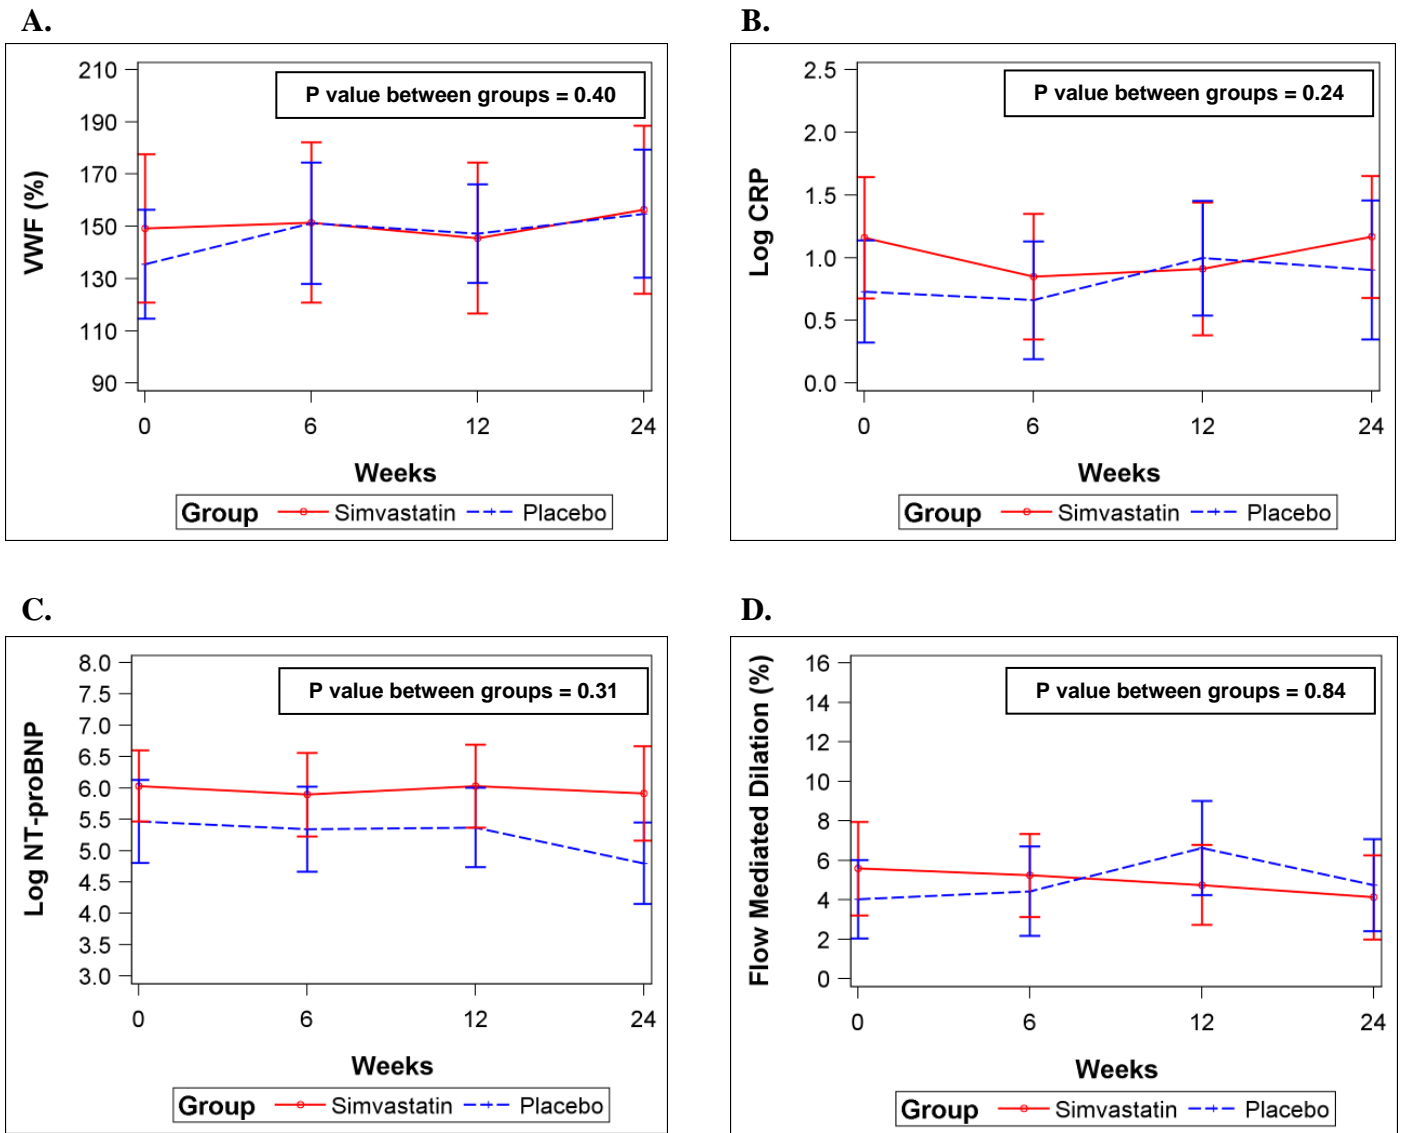 A.
P value between groups = 0.40
VWF (%)
210
190
170
150
130
110
90
0 6 12 24
Weeks
Group Simvastatin Placebo
B.
P value between groups = 0.24
Log CRP
2.5
2.0
1.5
1.0
0.5
0.0
0 6 12 24
Weeks
Group Simvastatin Placebo
C.
P value between groups = 0.31
Log NT-proBNP
8.0
7.5
7.0
6.5
6.0
5.5
5.0
4.5
4.0
3.5
3.0
0 6 12 24
Weeks
Group Simvastatin Placebo
D.
P value between groups = 0.84
Flow Mediated Dilation (%)
16
14
12
10
8
6
4
2
0
0 6 12 24
Weeks
Group Simvastatin Placebo